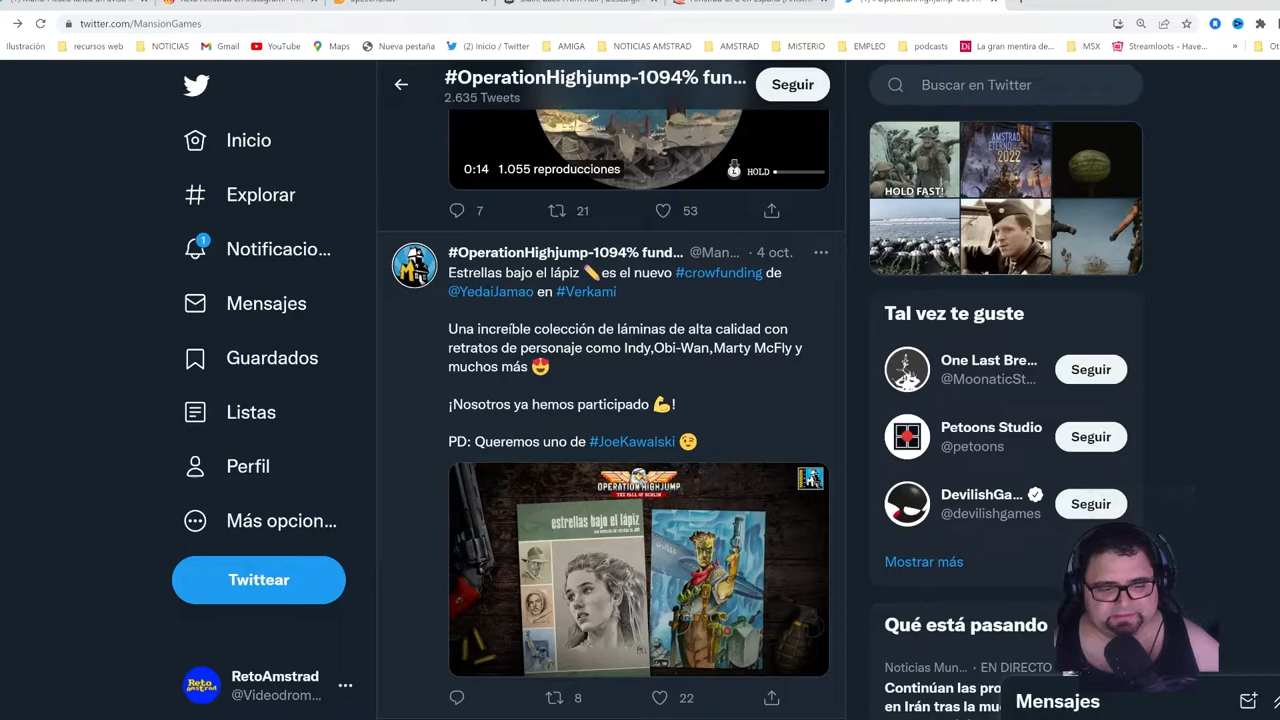 twitter.com/MansionGames
Ilustración
recursos web
NOTICIAS
Gmail
YouTube
Maps
Nueva pestaña
(2) Inicio / Twitter
AMIGA
NOTICIAS AMSTRAD
AMSTRAD
MISTERIO
EMPLEO
podcasts
La gran mentira de...
MSX
Streamloots - Have...
»
Inicio
Explorar
Notificacio...
1
Mensajes
Guardados
Listas
Perfil
Más opcion...
Twittear
RetoAmstrad
@Videodrom...
#OperationHighjump-1094% fun...
2.635 Tweets
Seguir
0:14 1.055 reproducciones
HOLD
7 21 53
#OperationHighjump-1094% fund... @Man... · 4 oct.
Estrellas bajo el lápiz ✏️es el nuevo #crowfunding de
@YedaiJamao en #Verkami
Una increíble colección de láminas de alta calidad con
retratos de personaje como Indy,Obi-Wan,Marty McFly y
muchos más 😍
¡Nosotros ya hemos participado 💪!
PD: Queremos uno de #JoeKawalski 😉
OPERATION HIGHJUMP
THE FALL OF BERLIN
estrellas bajo el lápiz
8 22
Buscar en Twitter
HOLD FAST!
AMSTRAD
ETERNO
2022
Tal vez te guste
One Last Bre...
@MoonaticSt...
Seguir
Petoons Studio
@petoons
Seguir
DevilishGa...
@devilishgames
Seguir
Mostrar más
Qué está pasando
Noticias Mun... · EN DIRECTO
Continúan las pro
en Irán tras la mu
Mensajes